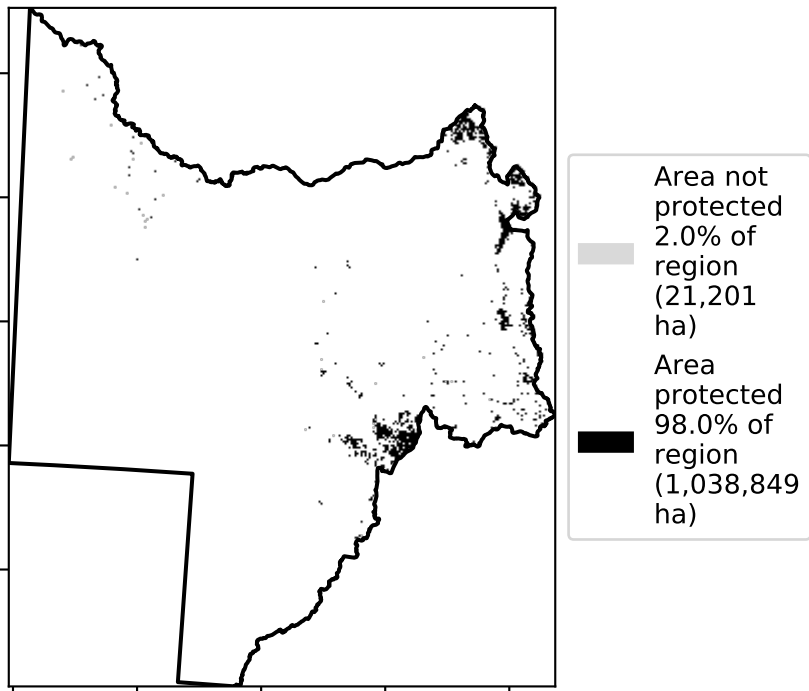 Area not
protected
2.0% of
region
(21,201
ha)
Area
protected
98.0% of
region
(1,038,849
ha)